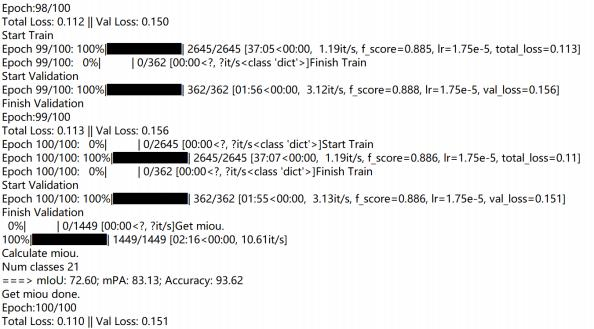 Epoch:98/100
Total Loss: 0.112 || Val Loss: 0.150
Start Train
Epoch 99/100: 100%|██████████| 2645/2645 [37:05<00:00,  1.19it/s, f_score=0.885, lr=1.75e-5, total_loss=0.113]
Epoch 99/100:   0%|          | 0/362 [00:00<?, ?it/s<class 'dict'>]Finish Train
Start Validation
Epoch 99/100: 100%|██████████| 362/362 [01:56<00:00,  3.12it/s, f_score=0.888, lr=1.75e-5, val_loss=0.156]
Finish Validation
Epoch:99/100
Total Loss: 0.113 || Val Loss: 0.156
Epoch 100/100:   0%|          | 0/2645 [00:00<?, ?it/s<class 'dict'>]Start Train
Epoch 100/100: 100%|██████████| 2645/2645 [37:07<00:00,  1.19it/s, f_score=0.886, lr=1.75e-5, total_loss=0.11]
Epoch 100/100:   0%|          | 0/362 [00:00<?, ?it/s<class 'dict'>]Finish Train
Start Validation
Epoch 100/100: 100%|██████████| 362/362 [01:55<00:00,  3.13it/s, f_score=0.886, lr=1.75e-5, val_loss=0.151]
Finish Validation
  0%|          | 0/1449 [00:00<?, ?it/s]Get miou.
100%|██████████| 1449/1449 [02:16<00:00, 10.61it/s]
Calculate miou.
Num classes 21
===> mIoU: 72.60; mPA: 83.13; Accuracy: 93.62
Get miou done.
Epoch:100/100
Total Loss: 0.110 || Val Loss: 0.151